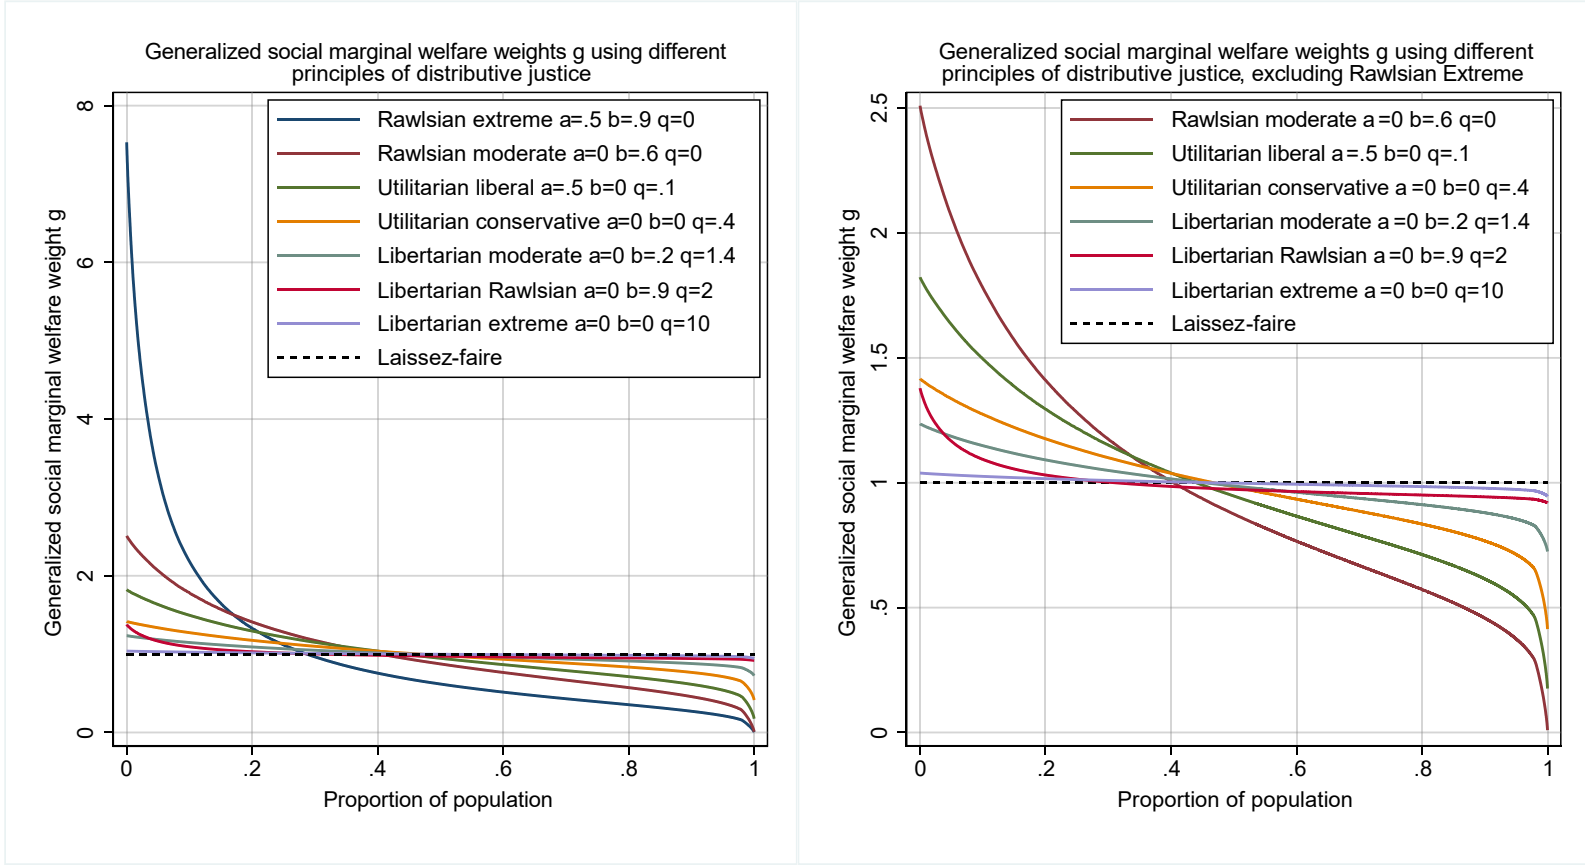 Generalized social marginal welfare weights g using different
principles of distributive justice
Generalized social marginal welfare weight g
8
6
4
2
0
Rawlsian extreme a=.5 b=.9 q=0
Rawlsian moderate a=0 b=.6 q=0
Utilitarian liberal a=.5 b=0 q=.1
Utilitarian conservative a=0 b=0 q=.4
Libertarian moderate a=0 b=.2 q=1.4
Libertarian Rawlsian a=0 b=.9 q=2
Libertarian extreme a=0 b=0 q=10
Laissez-faire
0 .2 .4 .6 .8 1
Proportion of population
Generalized social marginal welfare weights g using different
principles of distributive justice, excluding Rawlsian Extreme
Generalized social marginal welfare weight g
2.5
2
1.5
1
.5
0
Rawlsian moderate a =0 b=.6 q=0
Utilitarian liberal a=.5 b=0 q=.1
Utilitarian conservative a =0 b=0 q=.4
Libertarian moderate a =0 b=.2 q=1.4
Libertarian Rawlsian a =0 b=.9 q=2
Libertarian extreme a =0 b=0 q=10
Laissez-faire
0 .2 .4 .6 .8 1
Proportion of population